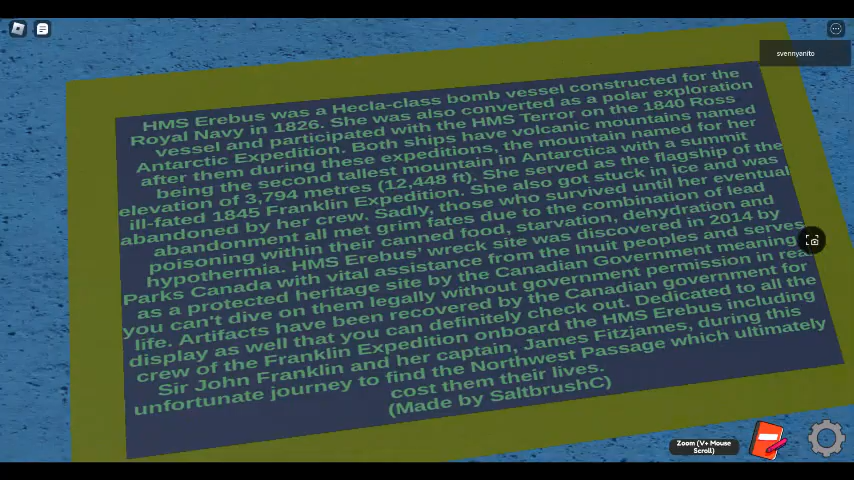 svennyanito
HMS Erebus was a Hecla-class bomb vessel constructed for the
Royal Navy in 1826. She was also converted as a polar exploration
vessel and participated with the HMS Terror on the 1840 Ross
Antarctic Expedition. Both ships have volcanic mountains named
after them during these expeditions, the mountain named for her
being the second tallest mountain in Antarctica with a summit
elevation of 3,794 metres (12,448 ft). She served as the flagship of the
ill-fated 1845 Franklin Expedition. She also got stuck in ice and was
abandoned by her crew. Sadly, those who survived until her eventual
abandonment all met grim fates due to the combination of lead
poisoning within their canned food, starvation, dehydration and
hypothermia. HMS Erebus' wreck site was discovered in 2014 by
Parks Canada with vital assistance from the Inuit peoples and serves
as a protected heritage site by the Canadian Government meaning
you can't dive on them legally without government permission in real
life. Artifacts have been recovered by the Canadian government for
display as well that you can definitely check out. Dedicated to all the
crew of the Franklin Expedition onboard the HMS Erebus including
Sir John Franklin and her captain, James Fitzjames, during this
unfortunate journey to find the Northwest Passage which ultimately
cost them their lives.
(Made by SaltbrushC)
Zoom (V+ Mouse
Scroll)